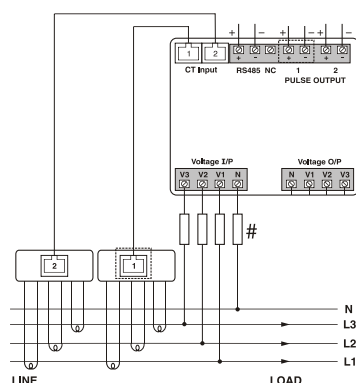 + - + - + -
1 2
+ - + - + -
CT Input RS485 NC 1 2
PULSE OUTPUT
Voltage I/P Voltage O/P
V3 V2 V1 N N V1 V2 V3
#
2 1
N
L3
L2
L1
LINE LOAD